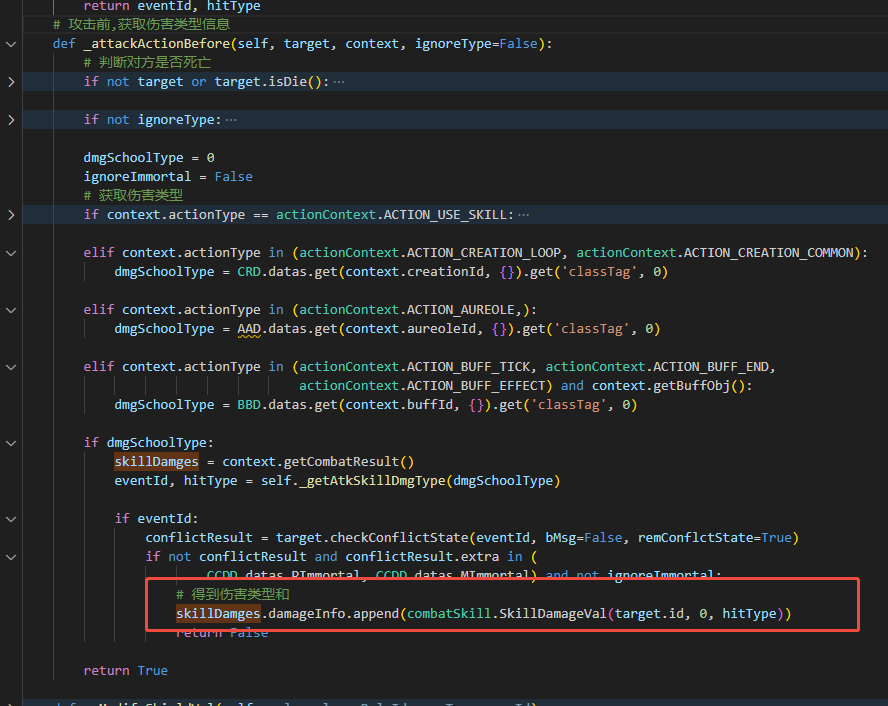 return eventId, hitType
# 攻击前,获取伤害类型信息
def _attackActionBefore(self, target, context, ignoreType=False):
# 判断对方是否死亡
if not target or target.isDie():···
if not ignoreType:···
dmgSchoolType = 0
ignoreImmortal = False
# 获取伤害类型
if context.actionType == actionContext.ACTION_USE_SKILL:···
elif context.actionType in (actionContext.ACTION_CREATION_LOOP, actionContext.ACTION_CREATION_COMMON):
dmgSchoolType = CRD.datas.get(context.creationId, {}).get('classTag', 0)
elif context.actionType in (actionContext.ACTION_AUREOLE,):
dmgSchoolType = AAD.datas.get(context.aureoleId, {}).get('classTag', 0)
elif context.actionType in (actionContext.ACTION_BUFF_TICK, actionContext.ACTION_BUFF_END,
actionContext.ACTION_BUFF_EFFECT) and context.getBuffObj():
dmgSchoolType = BBD.datas.get(context.buffId, {}).get('classTag', 0)
if dmgSchoolType:
skillDamges = context.getCombatResult()
eventId, hitType = self._getAtkSkillDmgType(dmgSchoolType)
if eventId:
conflictResult = target.checkConflictState(eventId, bMsg=False, remConflctState=True)
if not conflictResult and conflictResult.extra in (
CCDD.datas.PImmortal, CCDD.datas.MImmortal) and not ignoreImmortal:
# 得到伤害类型和
skillDamges.damageInfo.append(combatSkill.SkillDamageVal(target.id, 0, hitType))
return False
return True